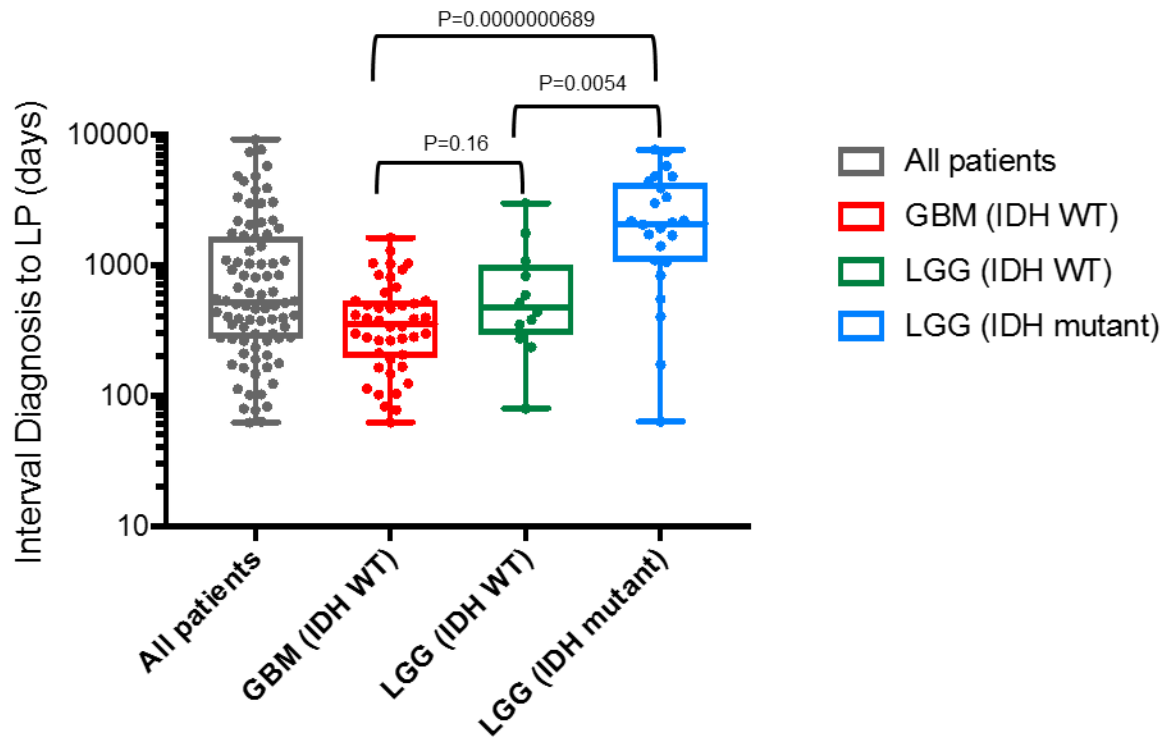 P=0.0000000689
P=0.0054
P=0.16
Interval Diagnosis to LP (days)
10000
1000
100
10
All patients
GBM (IDH WT)
LGG (IDH WT)
LGG (IDH mutant)
All patients
GBM (IDH WT)
LGG (IDH WT)
LGG (IDH mutant)